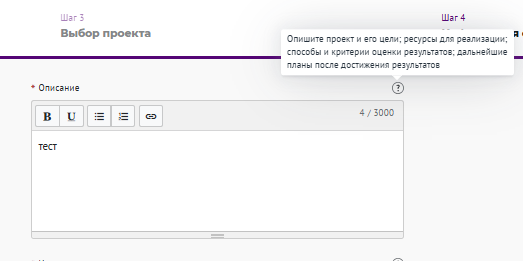 Шаг 3
Выбор проекта
Шаг 4
Опишите проект и его цели; ресурсы для реализации;
способы и критерии оценки результатов; дальнейшие
планы после достижения результатов
* Описание
?
B U
4 / 3000
тест